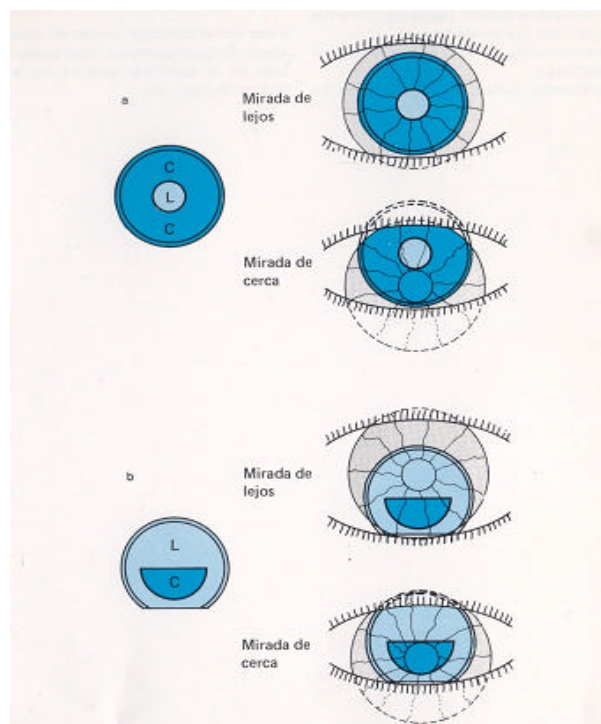 a
Mirada de
lejos
C
L
C
Mirada de
cerca
b
Mirada de
lejos
L
C
Mirada de
cerca